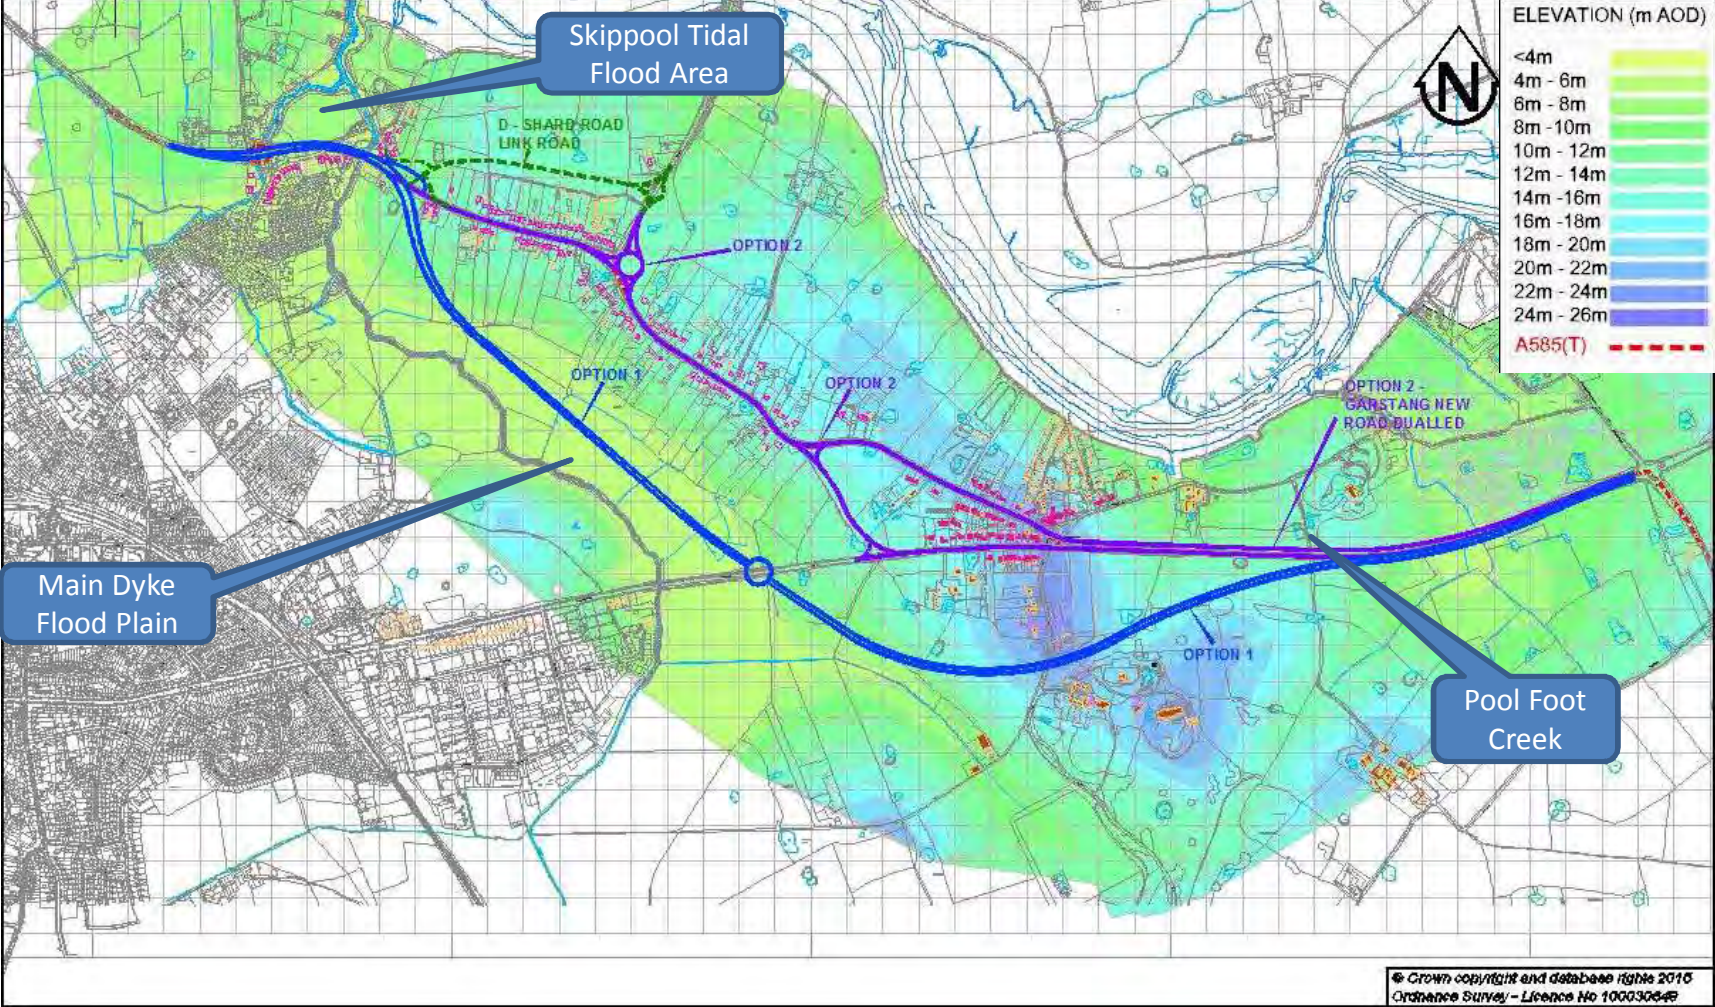 Skippool Tidal
Flood Area
D - SHARD ROAD
LINK ROAD
OPTION 2
OPTION 1
OPTION 2
OPTION 2 -
GARSTANG NEW
ROAD DUALLED
OPTION 1
Main Dyke
Flood Plain
Pool Foot
Creek
N
ELEVATION (m AOD)
<4m
4m - 6m
6m - 8m
8m -10m
10m - 12m
12m - 14m
14m -16m
16m -18m
18m - 20m
20m - 22m
22m - 24m
24m - 26m
A585(T)
© Crown copyright and database rights
Ordnance Survey - Licence No